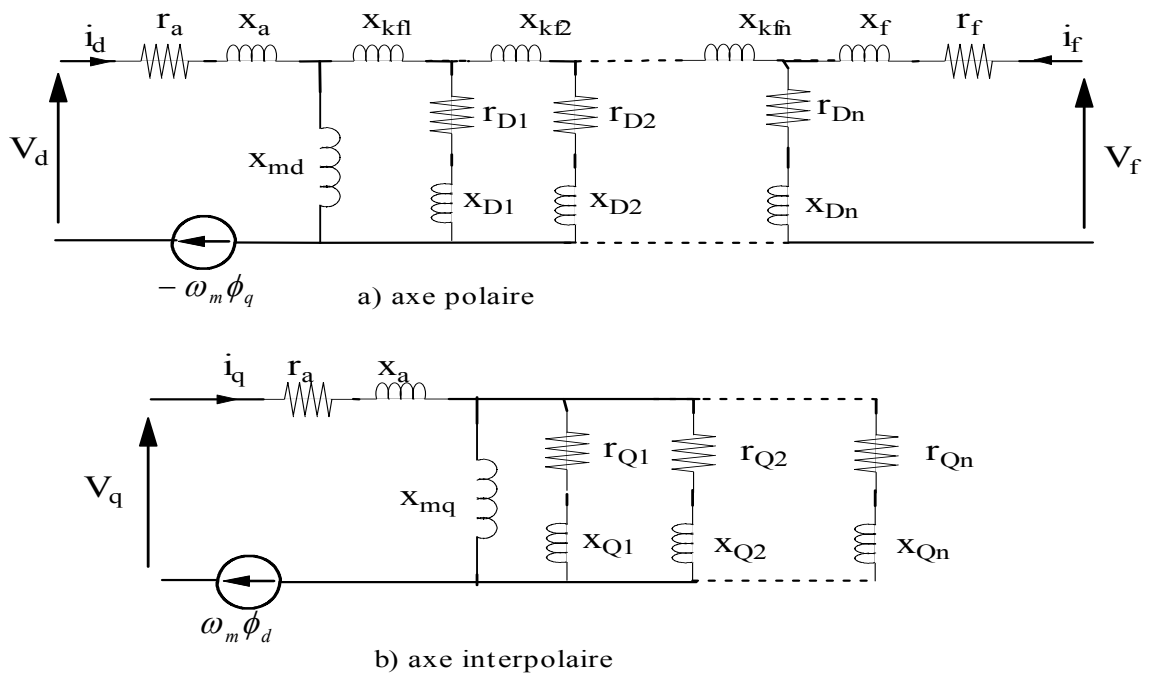 i_d r_a x_a x_kf1 x_kf2 x_kfn x_f r_f i_f
V_d x_md r_D1 r_D2 r_Dn V_f
x_D1 x_D2 x_Dn
− ω_m ϕ_q
a) axe polaire
i_q r_a x_a
V_q x_mq r_Q1 r_Q2 r_Qn
x_Q1 x_Q2 x_Qn
ω_m ϕ_d
b) axe interpolaire